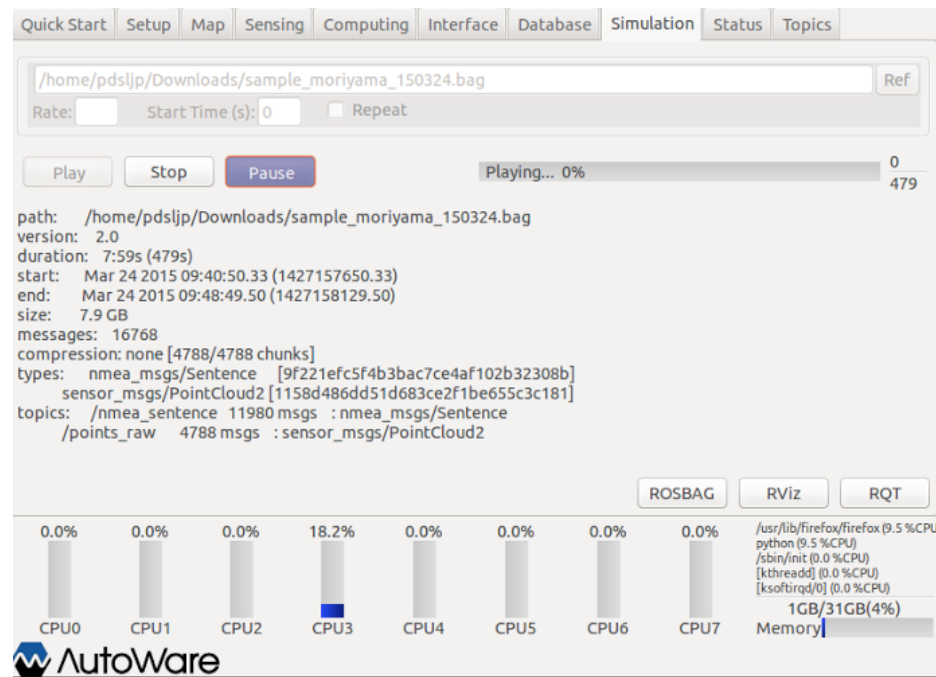 Quick Start Setup Map Sensing Computing Interface Database Simulation Status Topics
/home/pdsljp/Downloads/sample_moriyama_150324.bag Ref
Rate: Start Time (s): 0 Repeat
Play Stop Pause Playing... 0% 0
479
path: /home/pdsljp/Downloads/sample_moriyama_150324.bag
version: 2.0
duration: 7:59s (479s)
start: Mar 24 2015 09:40:50.33 (1427157650.33)
end: Mar 24 2015 09:48:49.50 (1427158129.50)
size: 7.9 GB
messages: 16768
compression: none [4788/4788 chunks]
types: nmea_msgs/Sentence [9f221efc5f4b3bac7ce4af102b32308b]
sensor_msgs/PointCloud2 [1158d486dd51d683ce2f1be655c3c181]
topics: /nmea_sentence 11980 msgs : nmea_msgs/Sentence
/points_raw 4788 msgs : sensor_msgs/PointCloud2
ROSBAG RViz RQT
0.0% 0.0% 0.0% 18.2% 0.0% 0.0% 0.0% 0.0%
/usr/lib/firefox/firefox (9.5 %CPU
python (9.5 %CPU)
/sbin/init (0.0 %CPU)
[kthreadd] (0.0 %CPU)
[ksoftirqd/0] (0.0 %CPU)
1GB/31GB(4%)
CPU0 CPU1 CPU2 CPU3 CPU4 CPU5 CPU6 CPU7 Memory
AutoWare